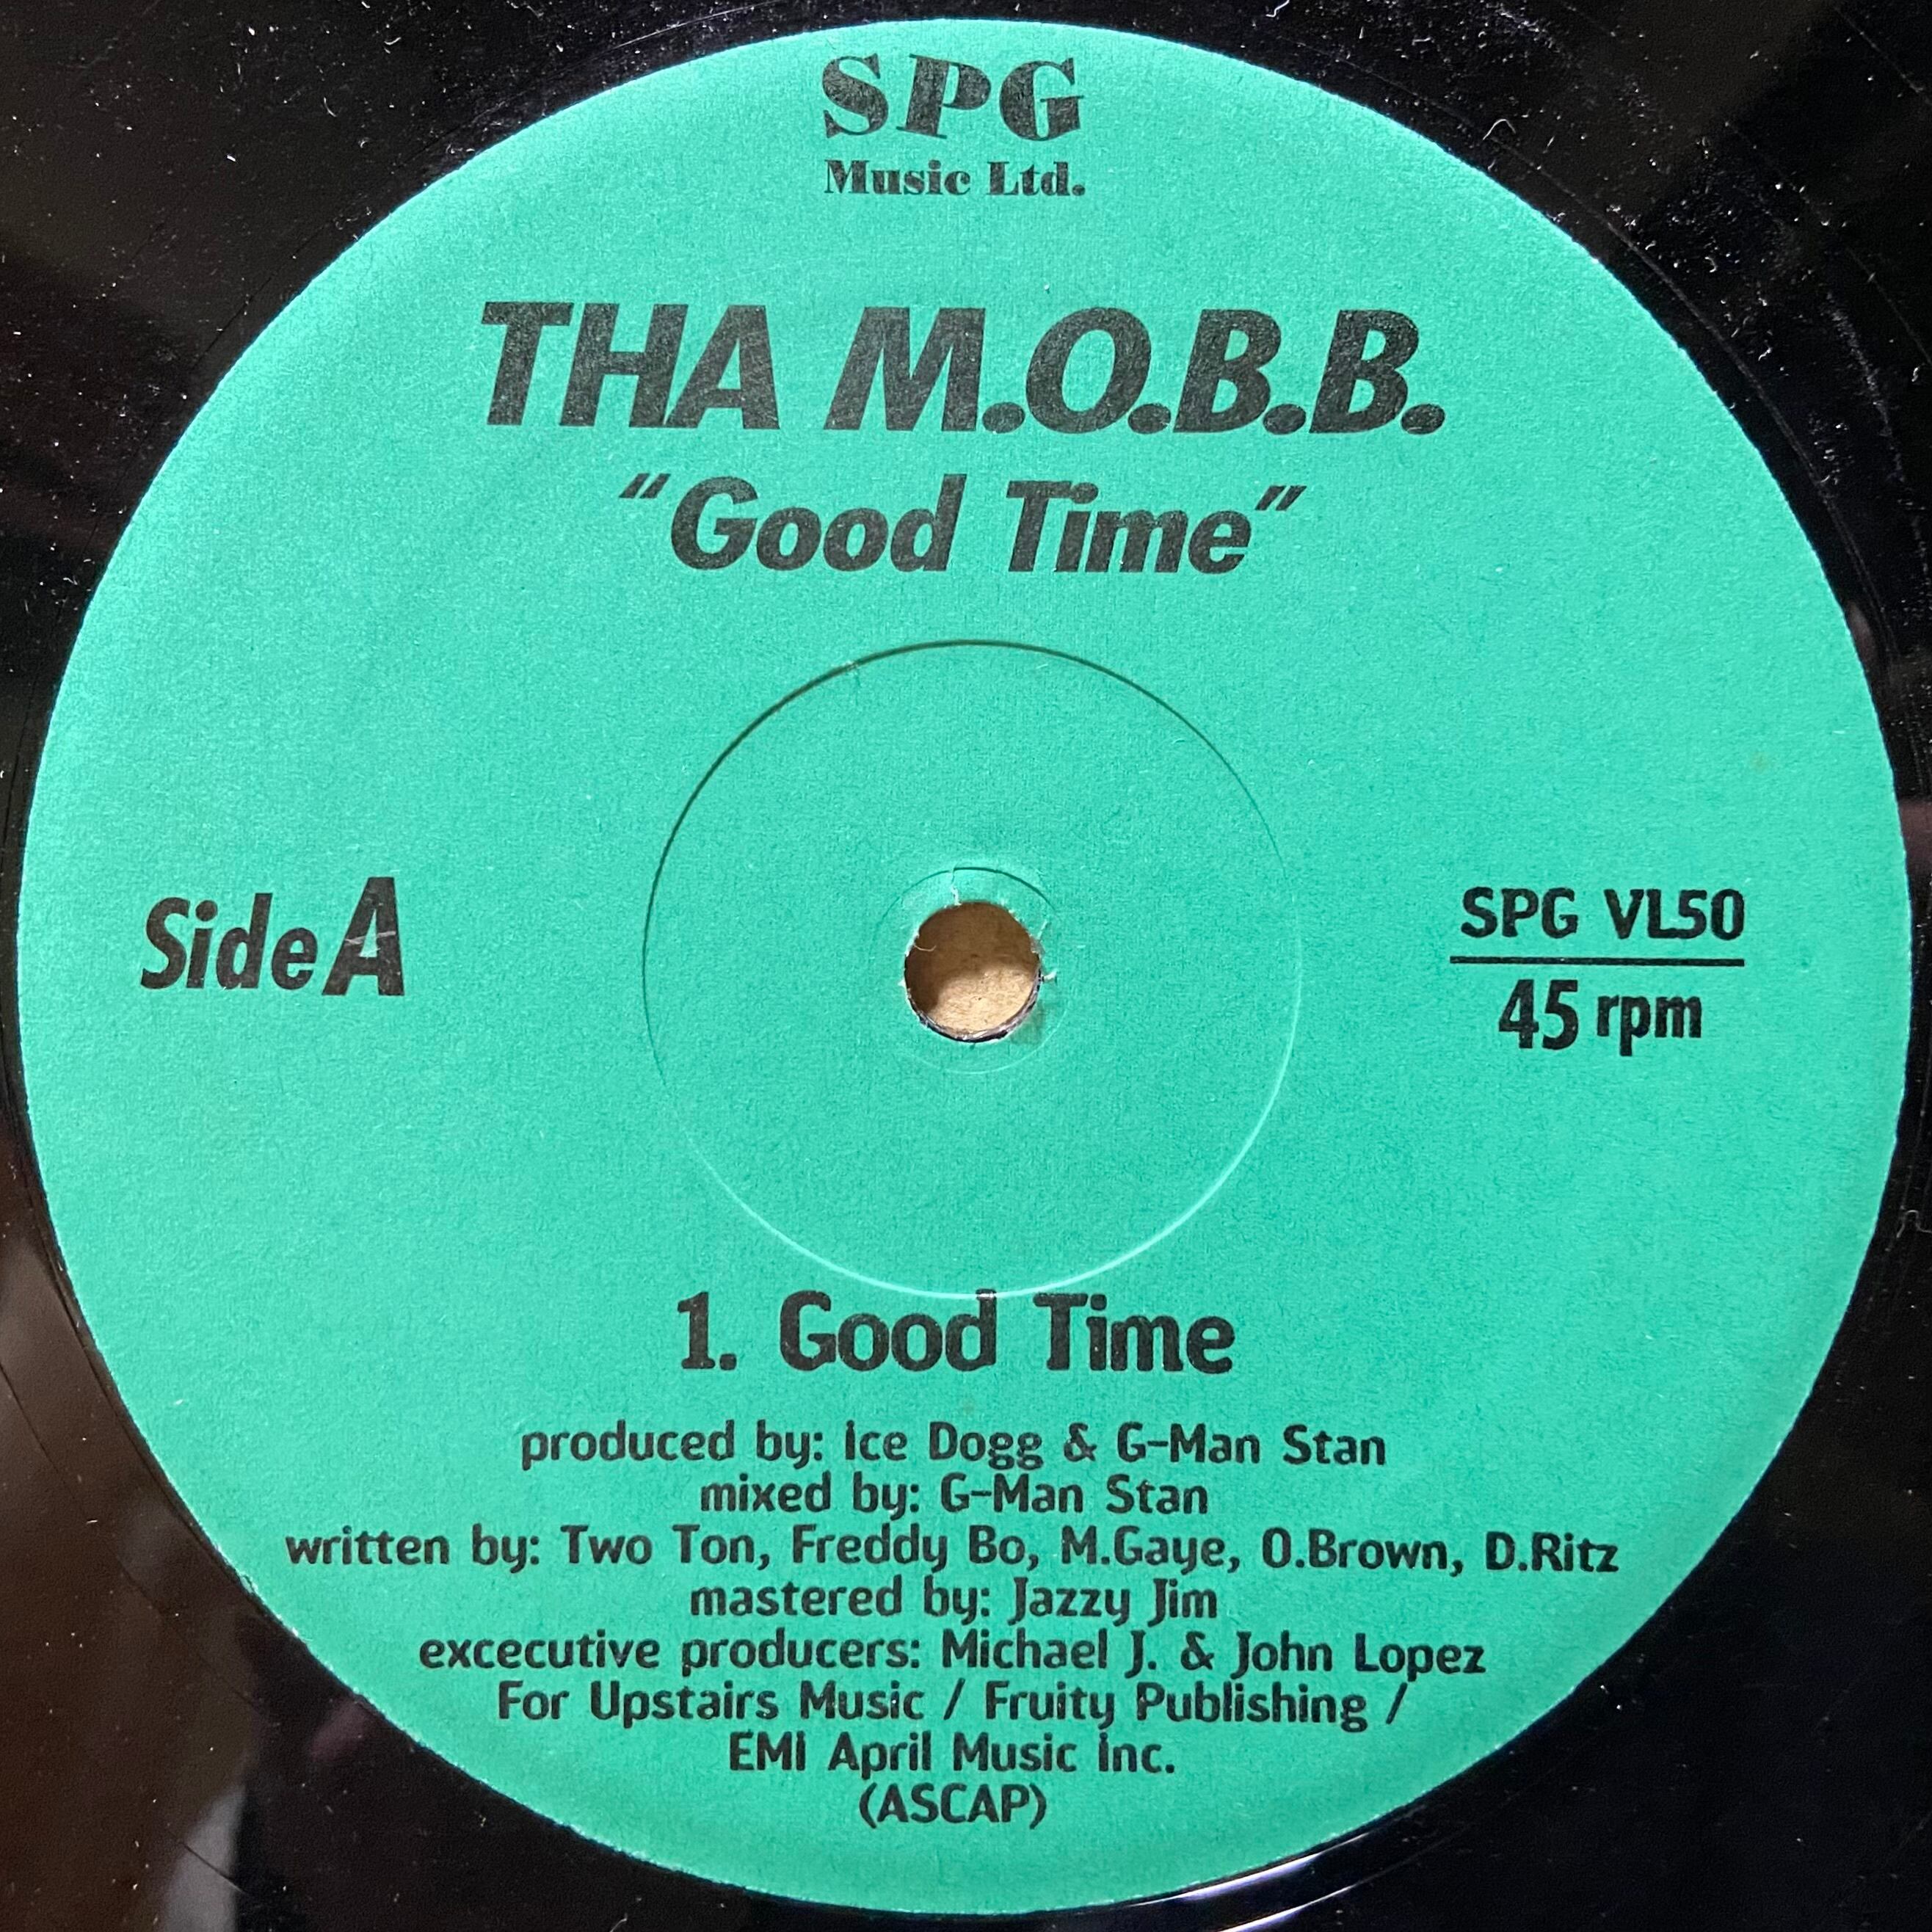 SPG
Music Ltd.
THA M.O.B.B.
"Good Time"
Side A
SPG VL50
45 rpm
1. Good Time
produced by: Ice Dogg & G-Man Stan
mixed by: G-Man Stan
written by: Two Ton, Freddy Bo, M.Gaye, O.Brown, D.Ritz
mastered by: Jazzy Jim
excecutive producers: Michael J. & John Lopez
For Upstairs Music / Fruity Publishing /
EMI April Music Inc.
(ASCAP)